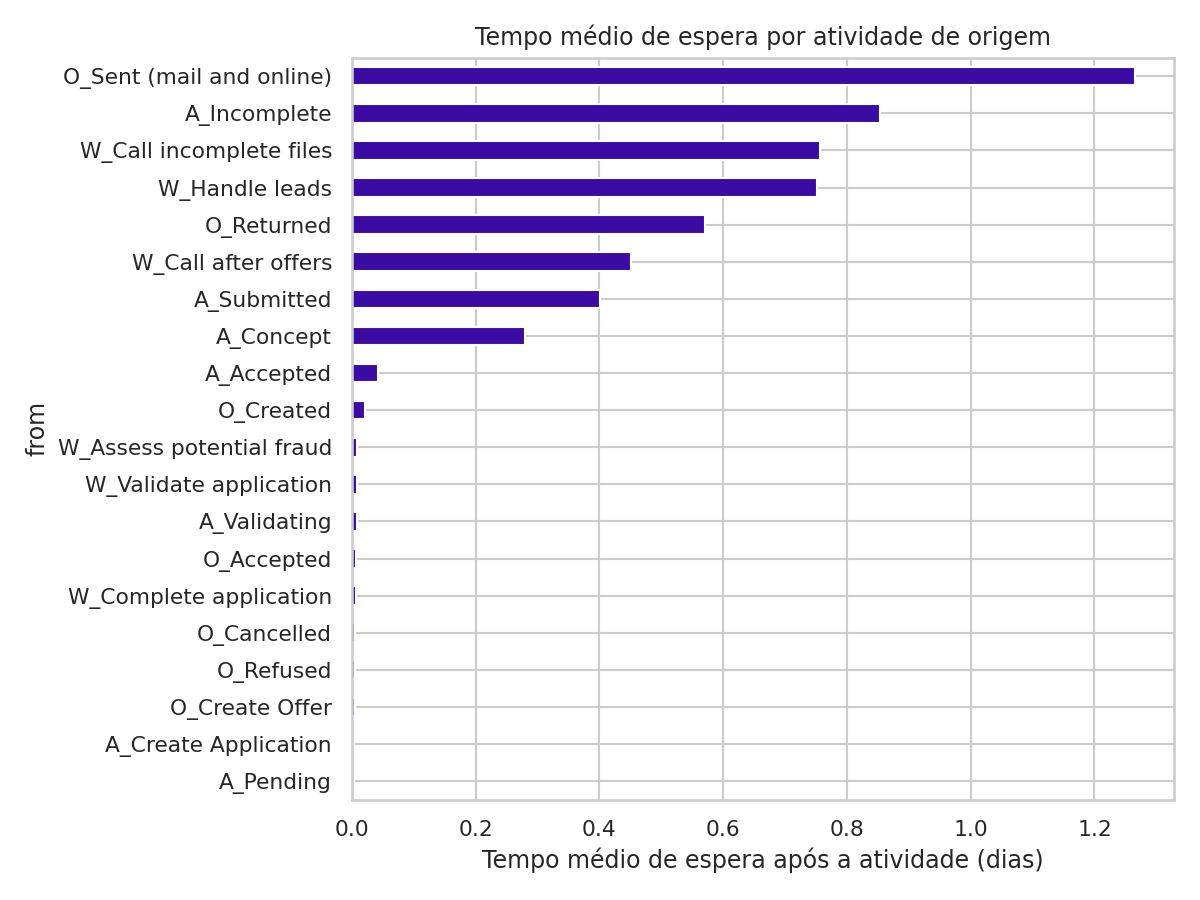 Tempo médio de espera por atividade de origem
O_Sent (mail and online)
A_Incomplete
W_Call incomplete files
W_Handle leads
O_Returned
W_Call after offers
A_Submitted
A_Concept
A_Accepted
O_Created
W_Assess potential fraud
W_Validate application
A_Validating
O_Accepted
W_Complete application
O_Cancelled
O_Refused
O_Create Offer
A_Create Application
A_Pending
from
0.0 0.2 0.4 0.6 0.8 1.0 1.2
Tempo médio de espera após a atividade (dias)